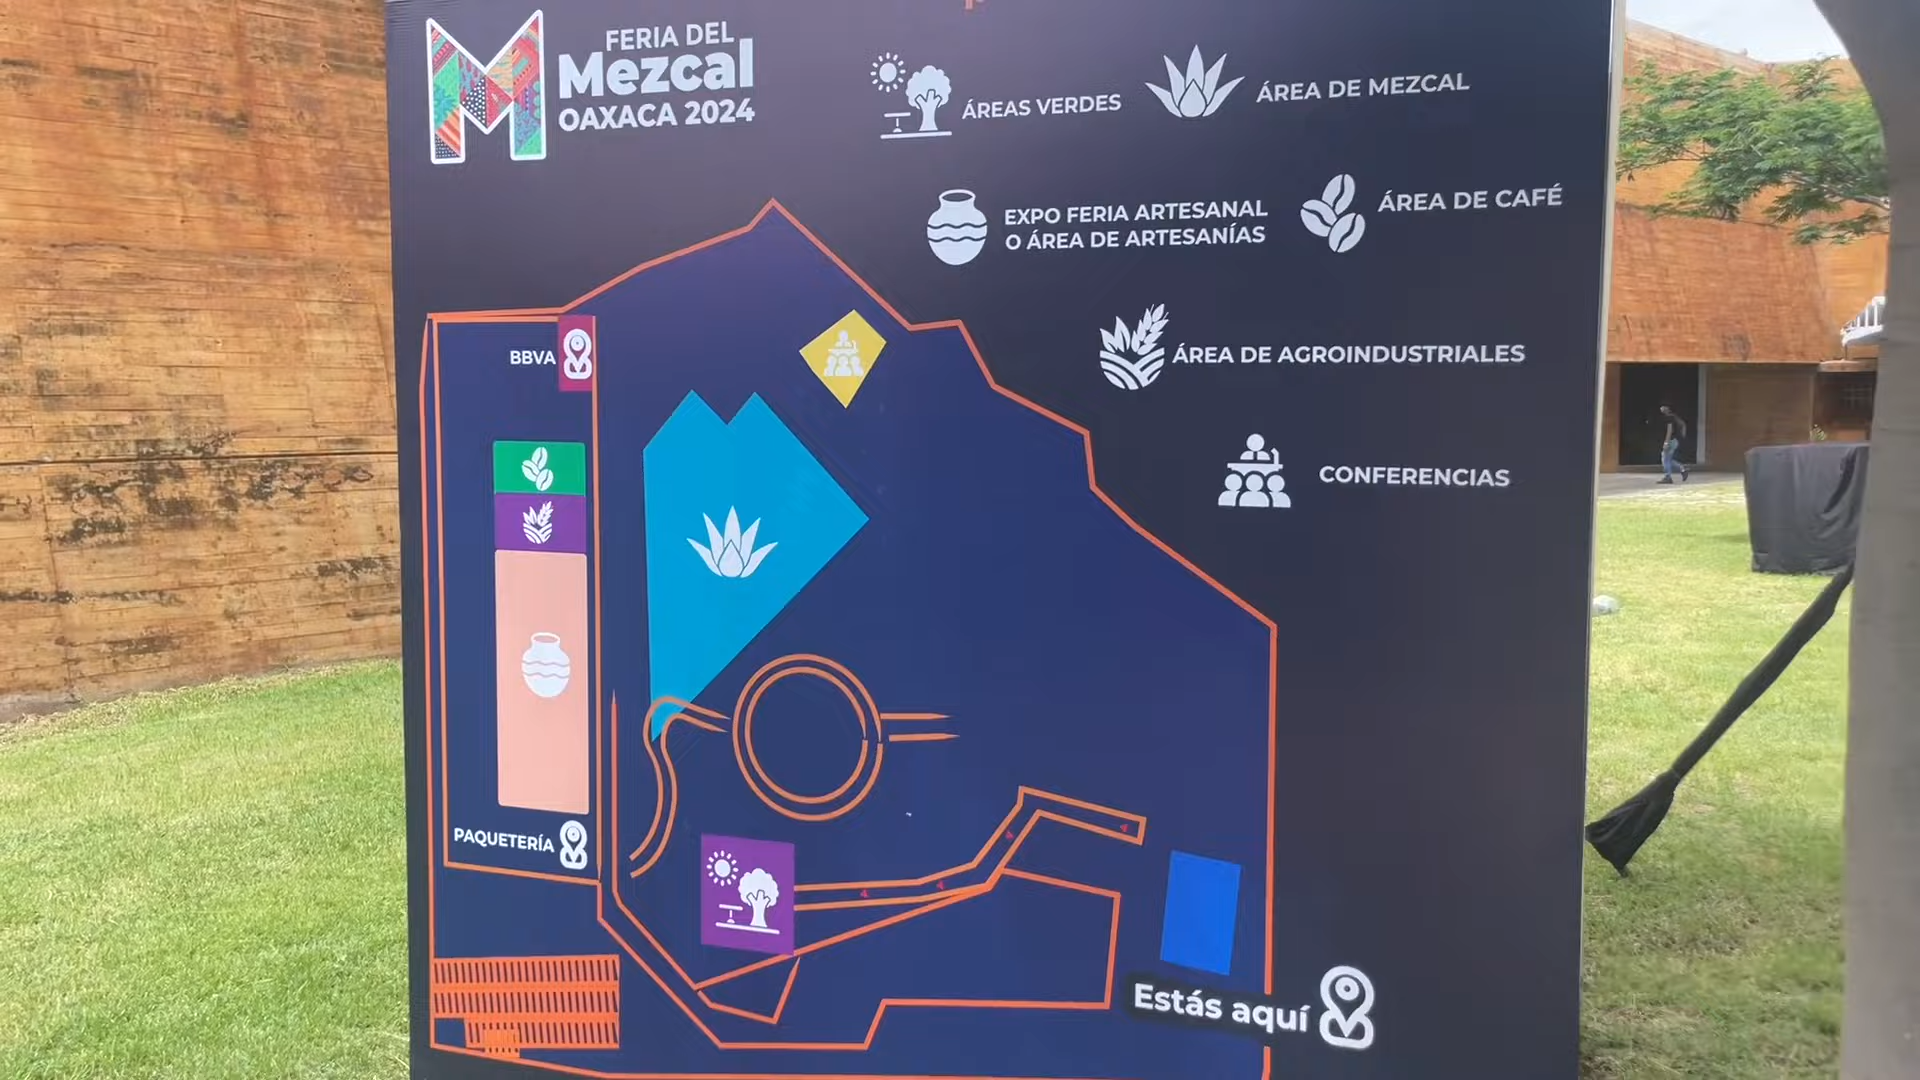 FERIA DEL
Mezcal
OAXACA 2024
ÁREAS VERDES
ÁREA DE MEZCAL
EXPO FERIA ARTESANAL
O ÁREA DE ARTESANÍAS
ÁREA DE CAFÉ
ÁREA DE AGROINDUSTRIALES
CONFERENCIAS
BBVA
PAQUETERÍA
Estás aquí